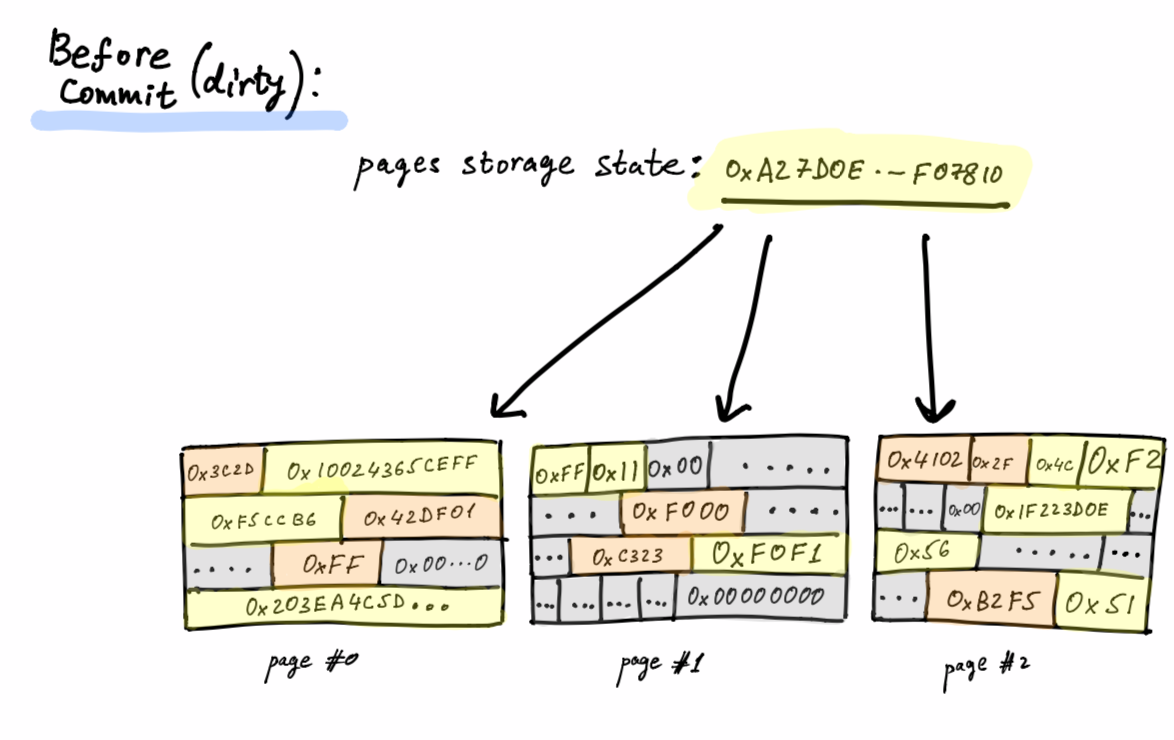 Before
Commit (dirty):
pages storage state: 0xA27D0E ·-- F07810
0x3C2D 0x10024365CEFF
0xF5CCB6 0x42DF01
.... 0xFF 0x00...0
0x203EA4C5D...
page #0
0xFF 0x11 0x00 .....
... 0xF000 ....
... 0xC323 0xF0F1
... ... ... ... 0x00000000
page #1
0x4102 0x2F 0x4C 0xF2
... ... 0x00 0x1F223D0E ...
0x56 ..... ...
... 0xB2F5 0x51
page #2